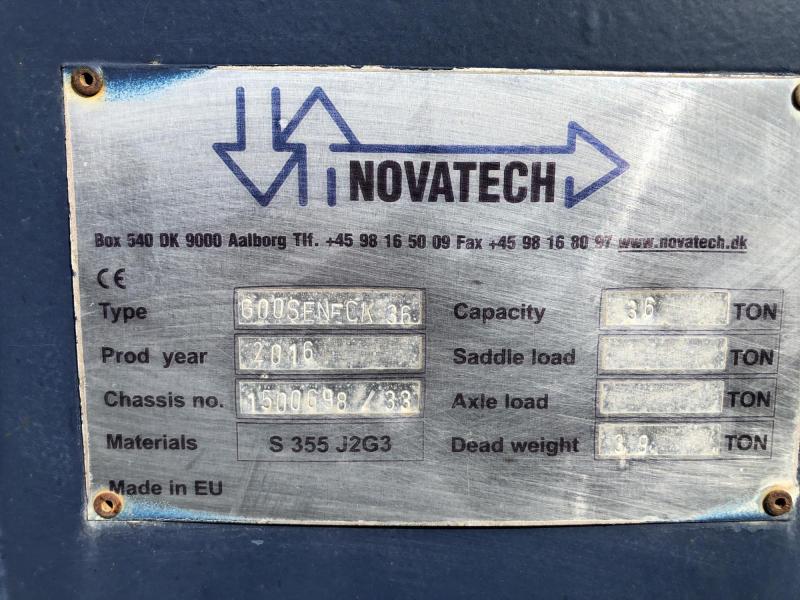 NOVATECH
Box 540 DK 9000 Aalborg Tlf. +45 98 16 50 09 Fax +45 98 16 80 97 www.novatech.dk
CE
Type GOOSENECK 36 Capacity 36 TON
Prod year 2016 Saddle load TON
Chassis no. 1500698 / 33 Axle load TON
Materials S 355 J2G3 Dead weight 3.9 TON
Made in EU